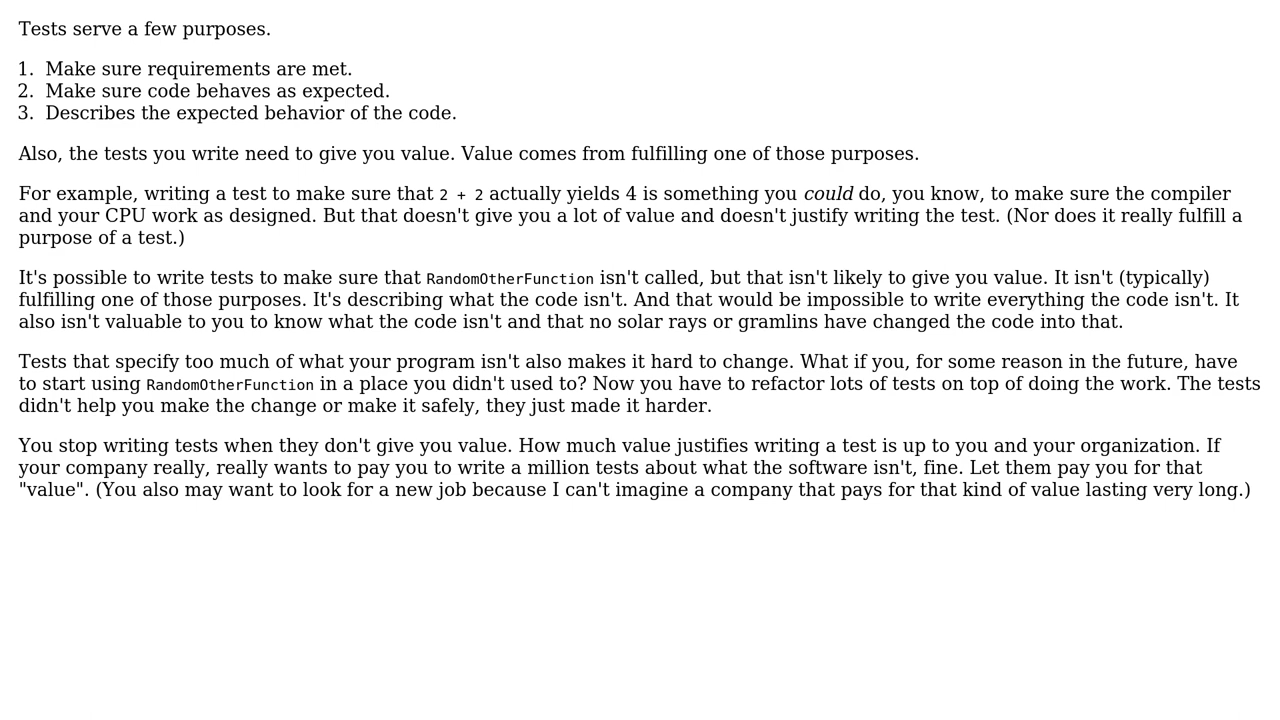 Tests serve a few purposes.
1. Make sure requirements are met.
2. Make sure code behaves as expected.
3. Describes the expected behavior of the code.
Also, the tests you write need to give you value. Value comes from fulfilling one of those purposes.
For example, writing a test to make sure that 2 + 2 actually yields 4 is something you could do, you know, to make sure the compiler
and your CPU work as designed. But that doesn't give you a lot of value and doesn't justify writing the test. (Nor does it really fulfill a
purpose of a test.)
It's possible to write tests to make sure that RandomOtherFunction isn't called, but that isn't likely to give you value. It isn't (typically)
fulfilling one of those purposes. It's describing what the code isn't. And that would be impossible to write everything the code isn't. It
also isn't valuable to you to know what the code isn't and that no solar rays or gramlins have changed the code into that.
Tests that specify too much of what your program isn't also makes it hard to change. What if you, for some reason in the future, have
to start using RandomOtherFunction in a place you didn't used to? Now you have to refactor lots of tests on top of doing the work. The tests
didn't help you make the change or make it safely, they just made it harder.
You stop writing tests when they don't give you value. How much value justifies writing a test is up to you and your organization. If
your company really, really wants to pay you to write a million tests about what the software isn't, fine. Let them pay you for that
"value". (You also may want to look for a new job because I can't imagine a company that pays for that kind of value lasting very long.)